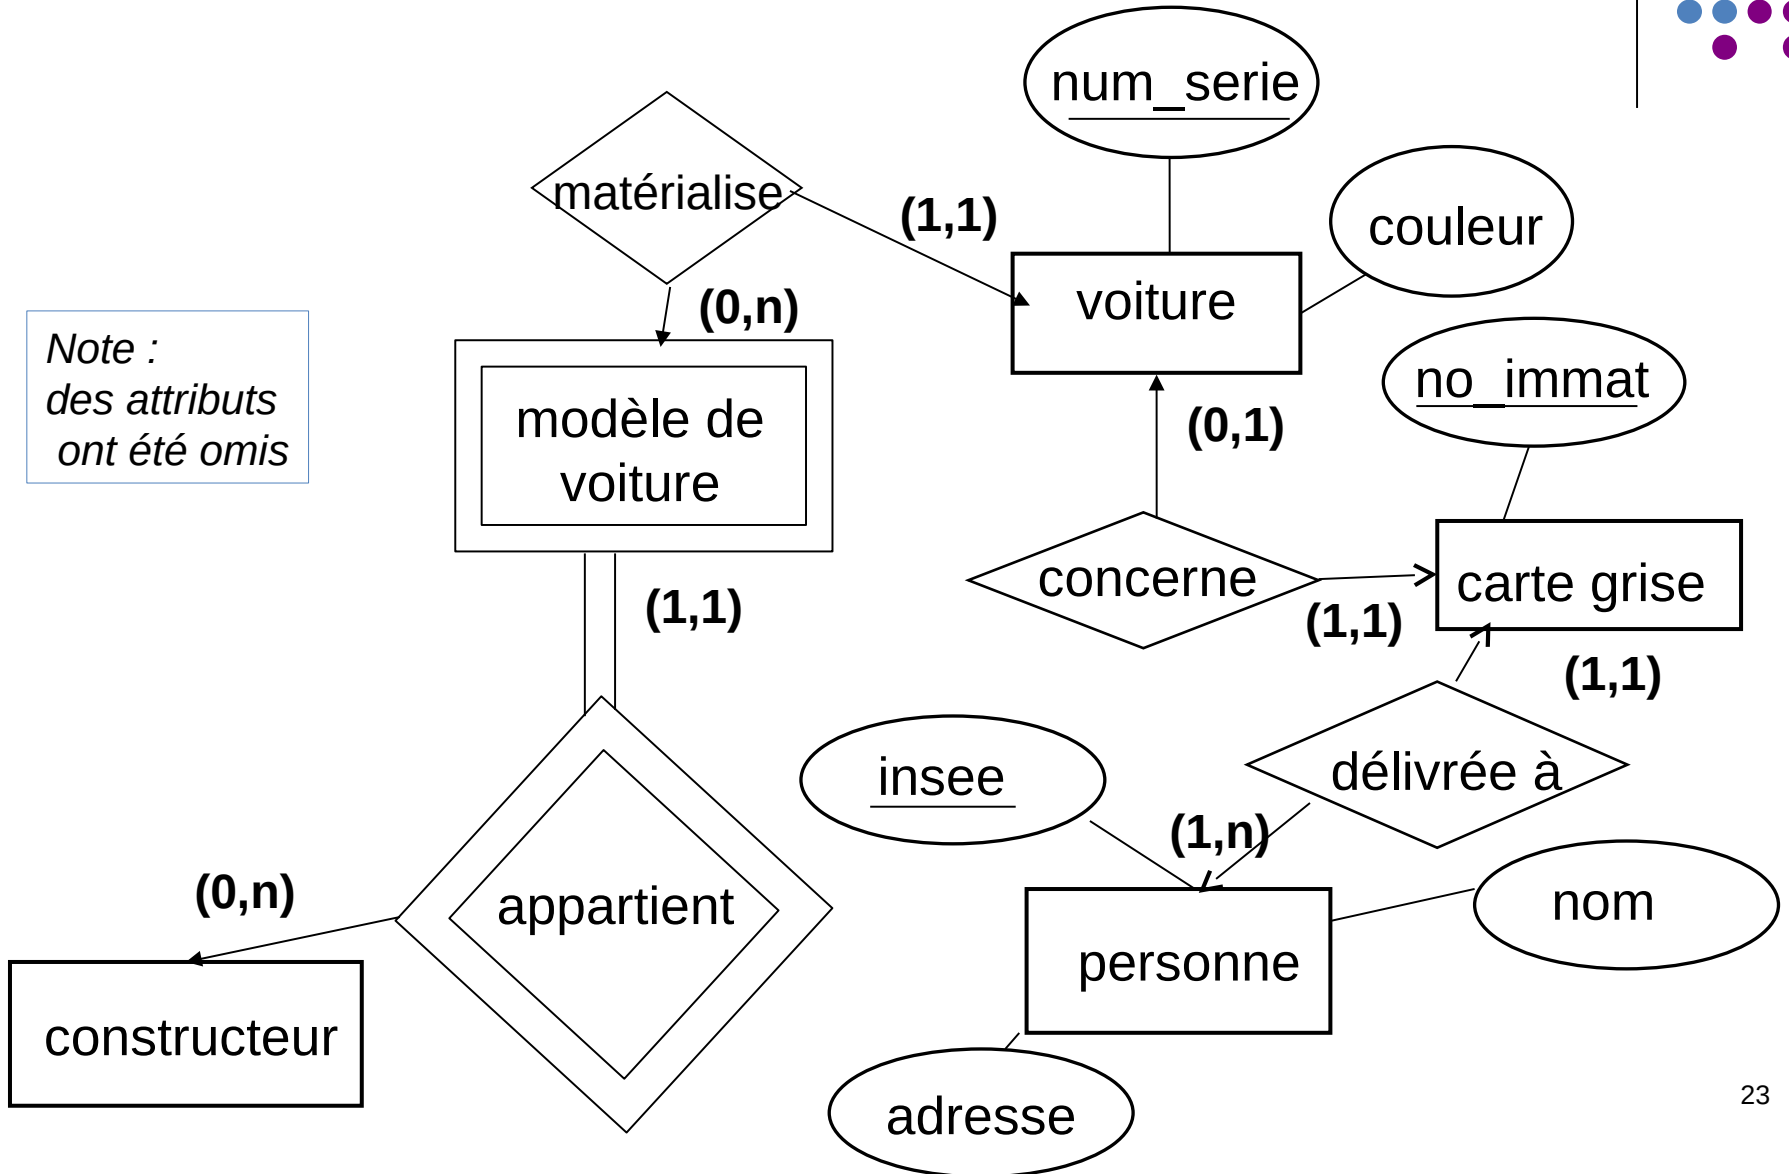 num_serie
matérialise
(1,1)
couleur
voiture
(0,n)
Note :
des attributs
ont été omis
no_immat
modèle de
voiture
(0,1)
concerne
carte grise
(1,1)
(1,1)
(1,1)
insee
délivrée à
(1,n)
(0,n)
appartient
nom
personne
constructeur
adresse
23